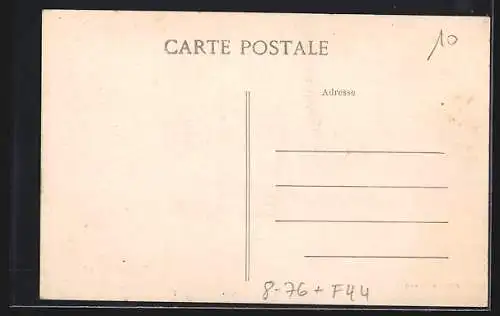 CARTE POSTALE
10
Adresse
8-76 + F44